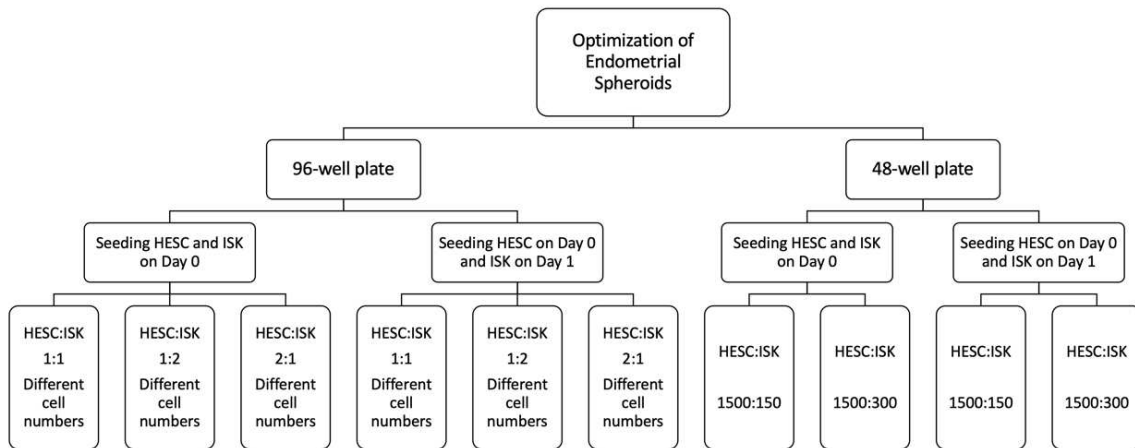 Optimization of
Endometrial
Spheroids
96-well plate
48-well plate
Seeding HESC and ISK
on Day 0
Seeding HESC on Day 0
and ISK on Day 1
Seeding HESC and ISK
on Day 0
Seeding HESC on Day 0
and ISK on Day 1
HESC:ISK
1:1
Different
cell
numbers
HESC:ISK
1:2
Different
cell
numbers
HESC:ISK
2:1
Different
cell
numbers
HESC:ISK
1:1
Different
cell
numbers
HESC:ISK
1:2
Different
cell
numbers
HESC:ISK
2:1
Different
cell
numbers
HESC:ISK
1500:150
HESC:ISK
1500:300
HESC:ISK
1500:150
HESC:ISK
1500:300